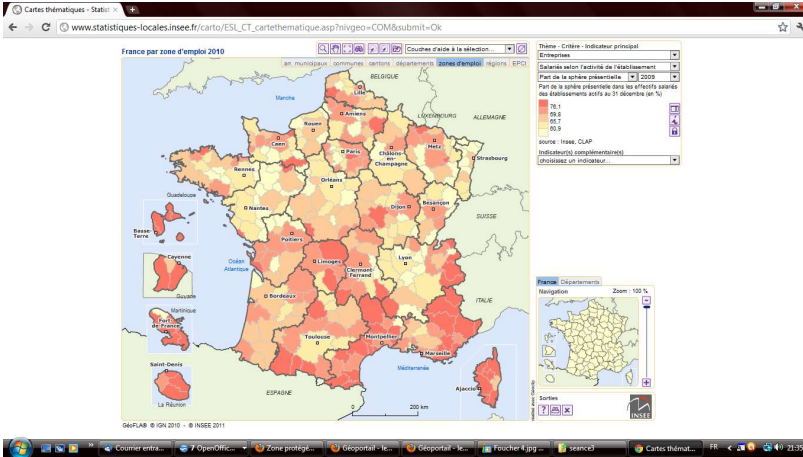 Cartes thématiques - Statist
www.statistiques-locales.insee.fr/carto/ESL_CT_cartethematique.asp?nivgeo=COM&submit=Ok
France par zone d'emploi 2010
Couches d'aide à la sélection...
arr. municipaux communes cantons départements zones d'emploi régions EPCI
BELGIQUE
Lille
Manche
Amiens
LUXEMBOURG
ALLEMAGNE
Rouen
Caen
Paris
Châlons-
en-
Champagne
Metz
Strasbourg
Rennes
Orléans
Guadeloupe
Nantes
Dijon
Besançon
Basse-
Terre
SUISSE
Poitiers
Cayenne
Océan
Atlantique
Limoges
Clermont-
Ferrand
Lyon
Guyane
ITALIE
Bordeaux
Martinique
Fort-
de-France
Toulouse
Montpellier
Marseille
Saint-Denis
Méditerranée
Ajaccio
La Réunion
ESPAGNE
0 200 km
GéoFLA® © IGN 2010 - © INSEE 2011
Thème - Critère - Indicateur principal
Entreprises
Salariés selon l'activité de l'établissement
Part de la sphère présentielle 2009
Part de la sphère présentielle dans les effectifs salariés
des établissements actifs au 31 décembre (en %)
76,1
69,8
65,7
60,9
source : Insee, CLAP
Indicateur(s) complémentaire(s)
choisissez un indicateur...
France Départements
Navigation Zoom : 100 %
Sorties
INSEE
Courrier entra... 7 OpenOffic... Zone protégé... Géoportail - le... Géoportail - le... Foucher 4.jpg ... seance3 Cartes thémat... FR 21:35